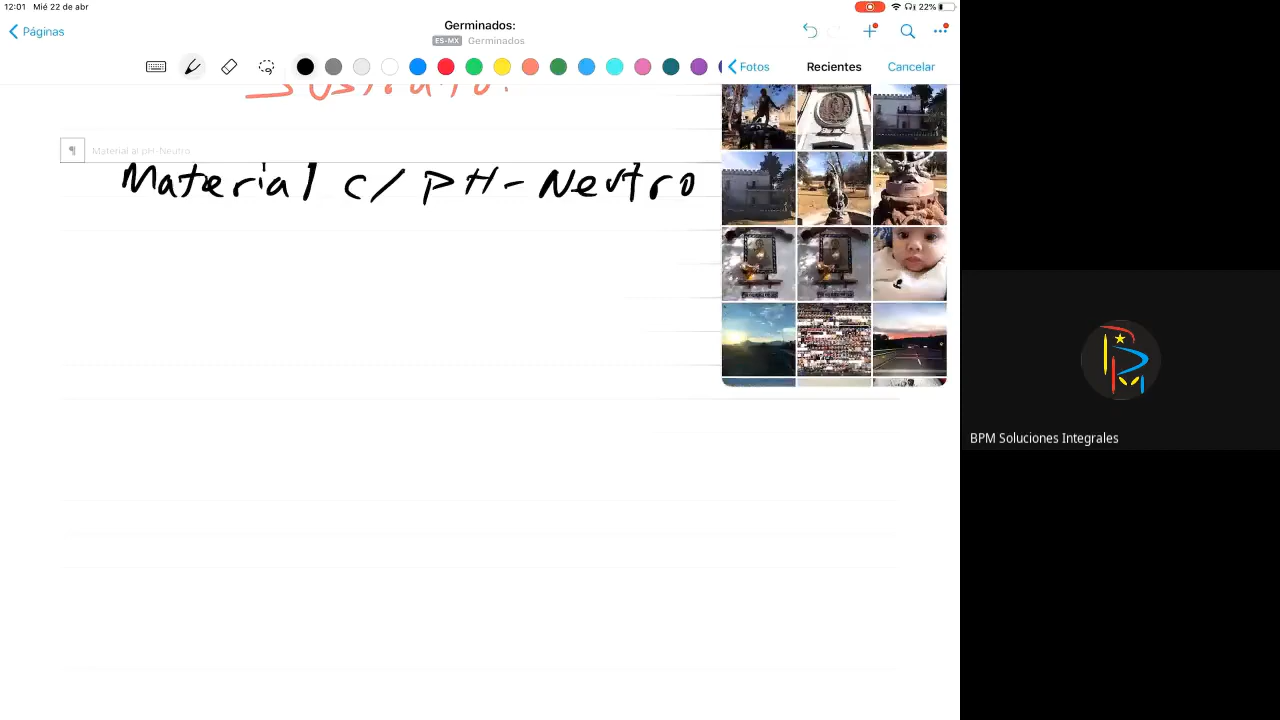 12:01 Mié 22 de abr
22%
Páginas
Germinados:
ES-MX Germinados
Fotos
Recientes
Cancelar
Sustrato:
¶ Material al pH-Neutro
Material c/ pH-Neutro
BPM Soluciones Integrales